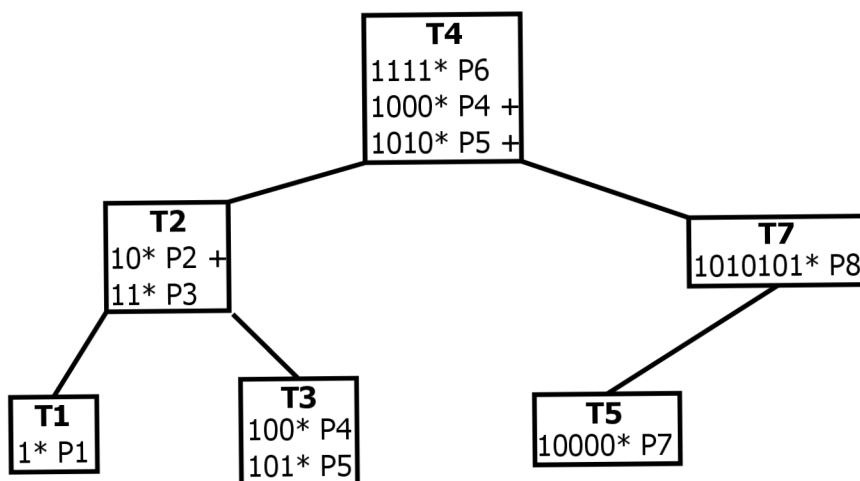 T4
1111* P6
1000* P4 +
1010* P5 +
T2
10* P2 +
11* P3
T7
1010101* P8
T1
1* P1
T3
100* P4
101* P5
T5
10000* P7